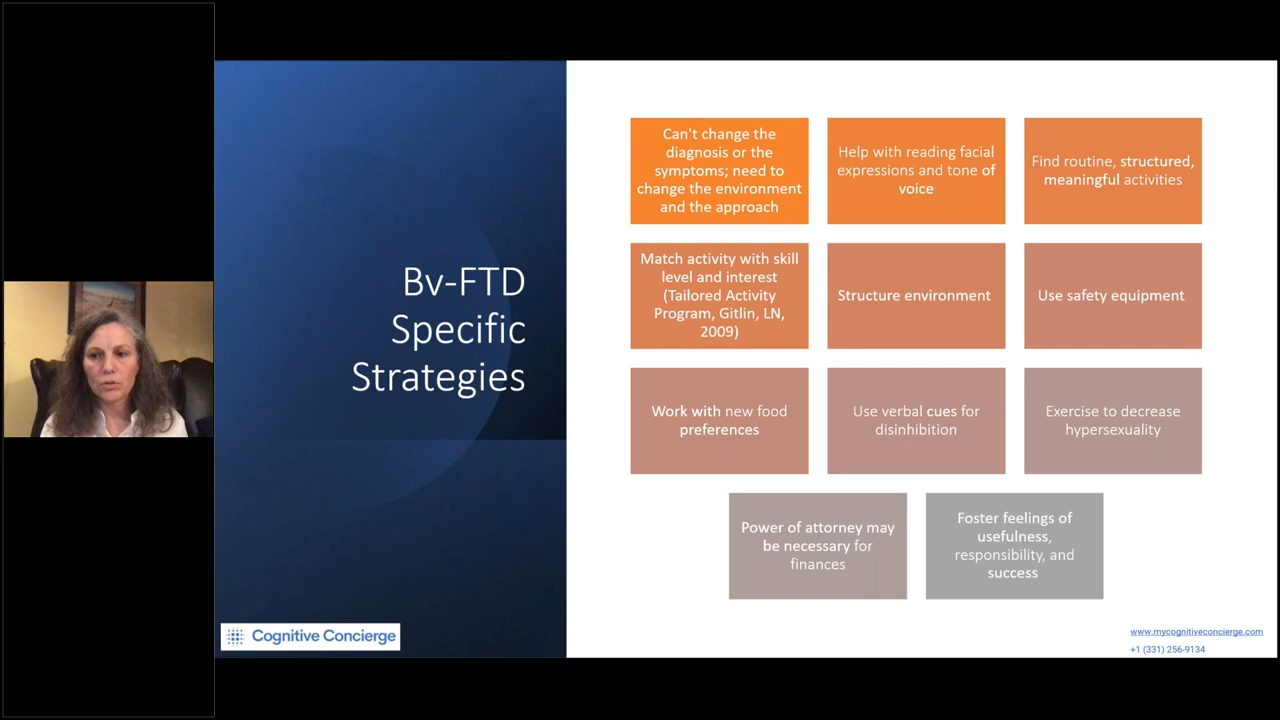 Bv-FTD
Specific
Strategies
Can't change the
diagnosis or the
symptoms; need to
change the environment
and the approach
Help with reading facial
expressions and tone of
voice
Find routine, structured,
meaningful activities
Match activity with skill
level and interest
(Tailored Activity
Program, Gitlin, LN,
2009)
Structure environment
Use safety equipment
Work with new food
preferences
Use verbal cues for
disinhibition
Exercise to decrease
hypersexuality
Power of attorney may
be necessary for
finances
Foster feelings of
usefulness,
responsibility, and
success
Cognitive Concierge
www.mycognitiveconcierge.com
+1 (331) 256-9134